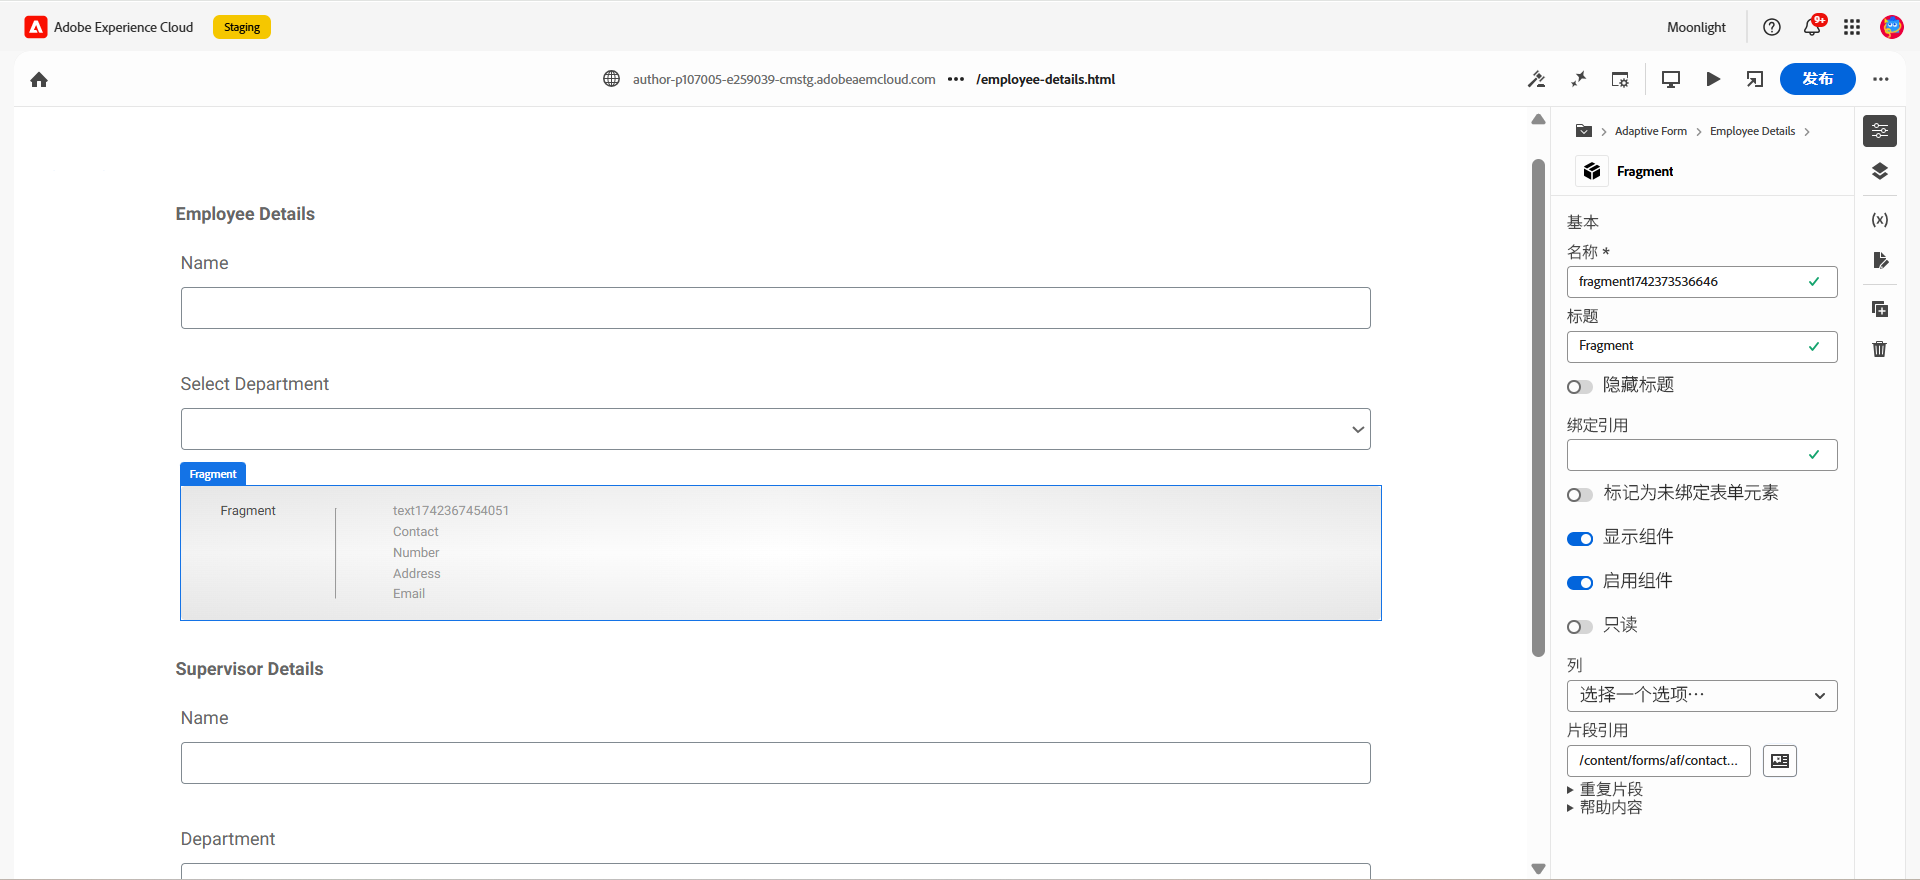 Adobe Experience Cloud
Staging
Moonlight
9+
author-p107005-e259039-cmstg.adobeaemcloud.com ••• /employee-details.html
发布
Employee Details
Name
Select Department
Fragment
Fragment
text1742367454051
Contact
Number
Address
Email
Supervisor Details
Name
Department
Adaptive Form
Employee Details
Fragment
基本
名称 *
fragment1742373536646
标题
Fragment
隐藏标题
绑定引用
标记为未绑定表单元素
显示组件
启用组件
只读
列
选择一个选项…
片段引用
/content/forms/af/contact...
重复片段
帮助内容
(x)